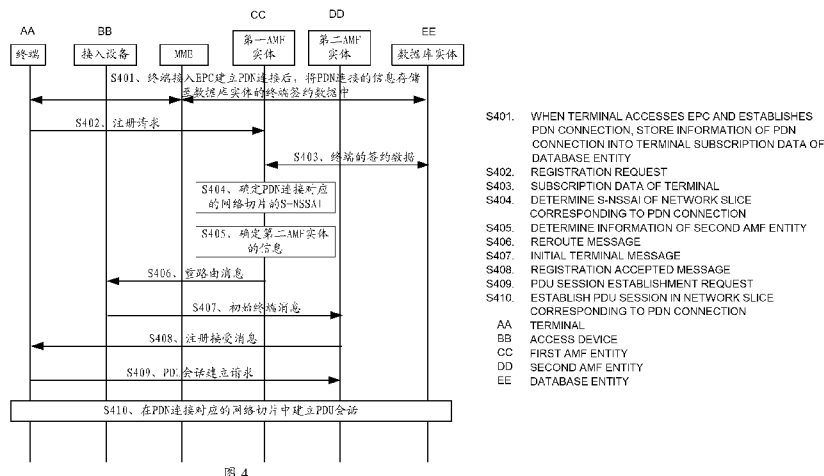 CC
DD
AA
BB
EE
终端
接入设备
MME
第一AMF
实体
第二AMF
实体
数据库实体
S401、终端接入EPC建立PDN连接后，将PDN连接的信息存储
至数据库实体的终端签约数据中
S402、注册请求
S403、终端的签约数据
S404、确定PDN连接对应
的网络切片的S-NSSAI
S405、确定第二AMF实体
的信息
S406、重路由消息
S407、初始终端消息
S408、注册接受消息
S409、PDU会话建立请求
S410、在PDN连接对应的网络切片中建立PDU会话
图 4
S401. WHEN TERMINAL ACCESSES EPC AND ESTABLISHES
PDN CONNECTION, STORE INFORMATION OF PDN
CONNECTION INTO TERMINAL SUBSCRIPTION DATA OF
DATABASE ENTITY
S402. REGISTRATION REQUEST
S403. SUBSCRIPTION DATA OF TERMINAL
S404. DETERMINE S-NSSAI OF NETWORK SLICE
CORRESPONDING TO PDN CONNECTION
S405. DETERMINE INFORMATION OF SECOND AMF ENTITY
S406. REROUTE MESSAGE
S407. INITIAL TERMINAL MESSAGE
S408. REGISTRATION ACCEPTED MESSAGE
S409. PDU SESSION ESTABLISHMENT REQUEST
S410. ESTABLISH PDU SESSION IN NETWORK SLICE
CORRESPONDING TO PDN CONNECTION
AA TERMINAL
BB ACCESS DEVICE
CC FIRST AMF ENTITY
DD SECOND AMF ENTITY
EE DATABASE ENTITY